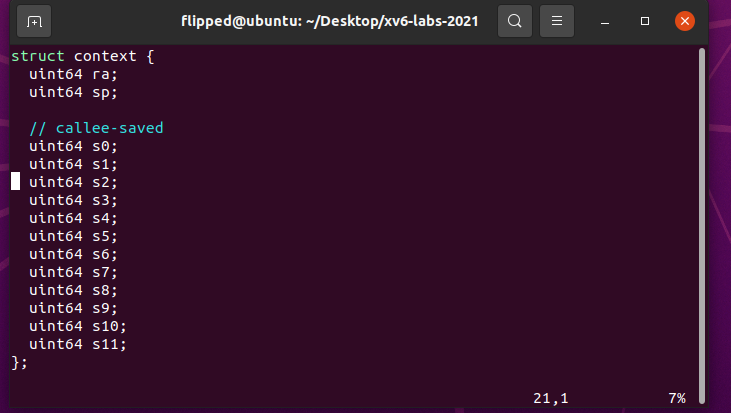 flipped@ubuntu: ~/Desktop/xv6-labs-2021
struct context {
  uint64 ra;
  uint64 sp;

  // callee-saved
  uint64 s0;
  uint64 s1;
  uint64 s2;
  uint64 s3;
  uint64 s4;
  uint64 s5;
  uint64 s6;
  uint64 s7;
  uint64 s8;
  uint64 s9;
  uint64 s10;
  uint64 s11;
};
21,1 7%